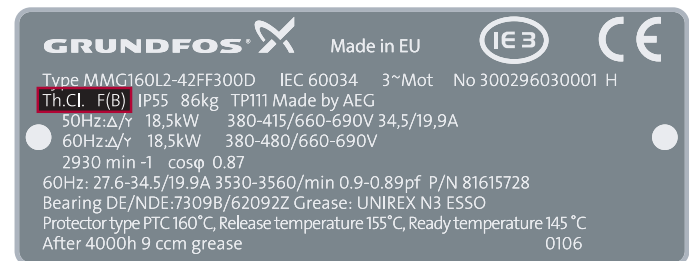 GRUNDFOS Made in EU IE3 CE
Type MMG160L2-42FF300D IEC 60034 3~Mot No 300296030001 H
Th.Cl. F(B) IP55 86kg TP111 Made by AEG
50Hz:Δ/Y 18,5kW 380-415/660-690V 34,5/19,9A
60Hz:Δ/Y 18,5kW 380-480/660-690V
2930 min -1 cosφ 0.87
60Hz: 27.6-34.5/19.9A 3530-3560/min 0.9-0.89pf P/N 81615728
Bearing DE/NDE:7309B/62092Z Grease: UNIREX N3 ESSO
Protector type PTC 160°C, Release temperature 155°C, Ready temperature 145 °C
After 4000h 9 ccm grease 0106